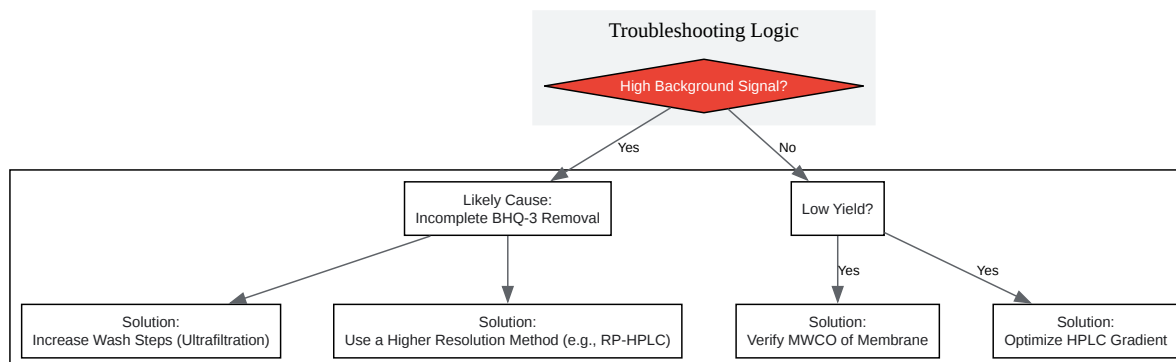 Troubleshooting Logic
High Background Signal?
Yes
No
Likely Cause:
Incomplete BHQ-3 Removal
Low Yield?
Yes
Yes
Solution:
Increase Wash Steps (Ultrafiltration)
Solution:
Use a Higher Resolution Method (e.g., RP-HPLC)
Solution:
Verify MWCO of Membrane
Solution:
Optimize HPLC Gradient